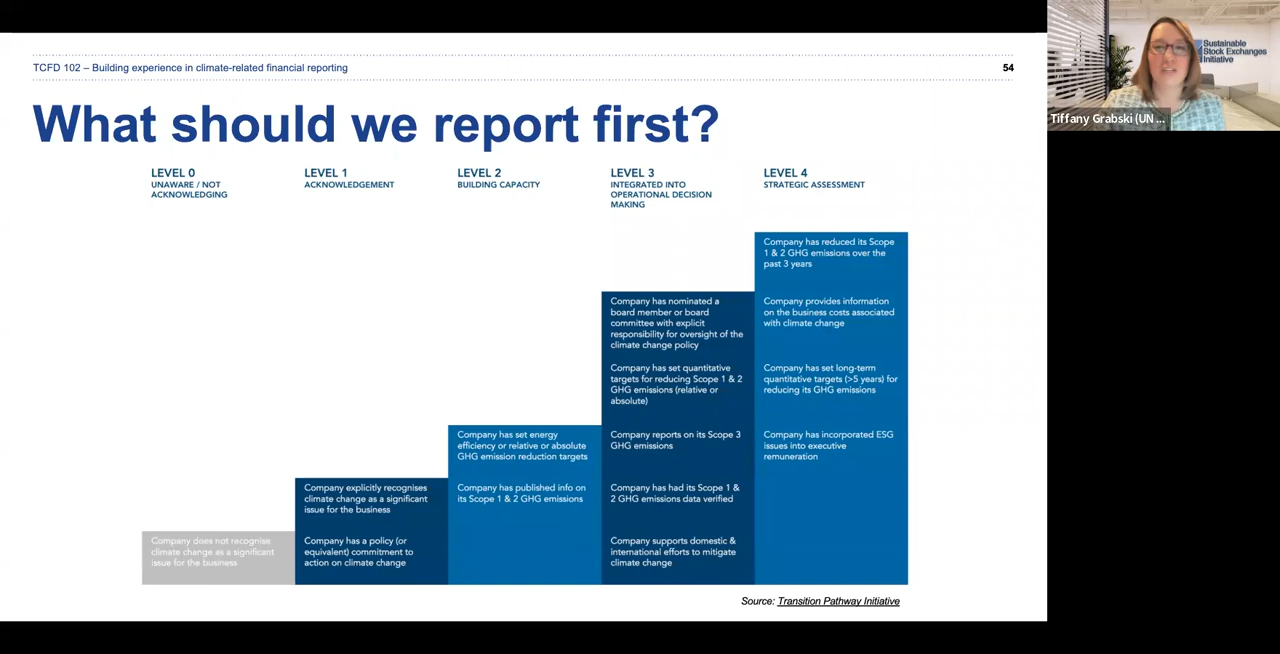 TCFD 102 – Building experience in climate-related financial reporting
54
What should we report first?
LEVEL 0
UNAWARE / NOT
ACKNOWLEDGING
LEVEL 1
ACKNOWLEDGEMENT
LEVEL 2
BUILDING CAPACITY
LEVEL 3
INTEGRATED INTO
OPERATIONAL DECISION
MAKING
LEVEL 4
STRATEGIC ASSESSMENT
Company does not recognise
climate change as a significant
issue for the business
Company explicitly recognises
climate change as a significant
issue for the business
Company has a policy (or
equivalent) commitment to
action on climate change
Company has set energy
efficiency or relative or absolute
GHG emission reduction targets
Company has published info on
its Scope 1 & 2 GHG emissions
Company has nominated a
board member or board
committee with explicit
responsibility for oversight of the
climate change policy
Company has set quantitative
targets for reducing Scope 1 & 2
GHG emissions (relative or
absolute)
Company reports on its Scope 3
GHG emissions
Company has had its Scope 1 &
2 GHG emissions data verified
Company supports domestic &
international efforts to mitigate
climate change
Company has reduced its Scope
1 & 2 GHG emissions over the
past 3 years
Company provides information
on the business costs associated
with climate change
Company has set long-term
quantitative targets (>5 years) for
reducing its GHG emissions
Company has incorporated ESG
issues into executive
remuneration
Source: Transition Pathway Initiative
Sustainable
Stock Exchanges
Initiative
Tiffany Grabski (UN ...